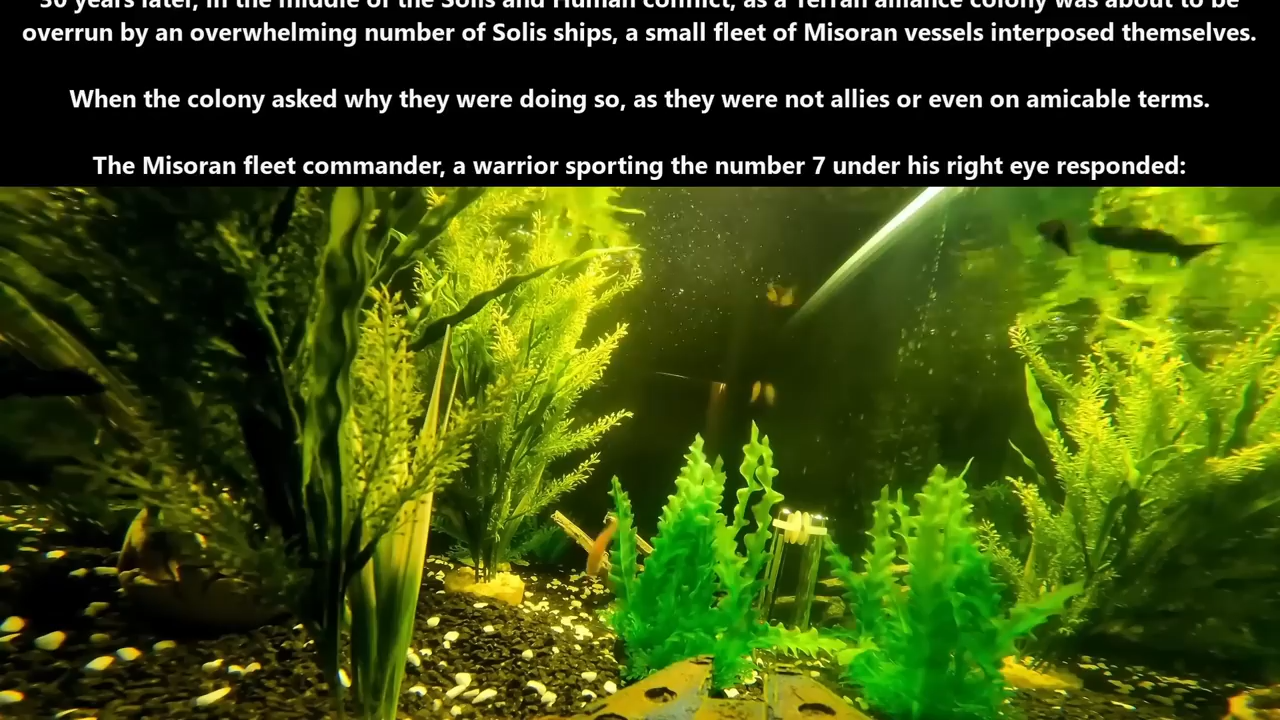 30 years later, in the middle of the Solis and Human conflict, as a Terran alliance colony was about to be
overrun by an overwhelming number of Solis ships, a small fleet of Misoran vessels interposed themselves.
When the colony asked why they were doing so, as they were not allies or even on amicable terms.
The Misoran fleet commander, a warrior sporting the number 7 under his right eye responded: